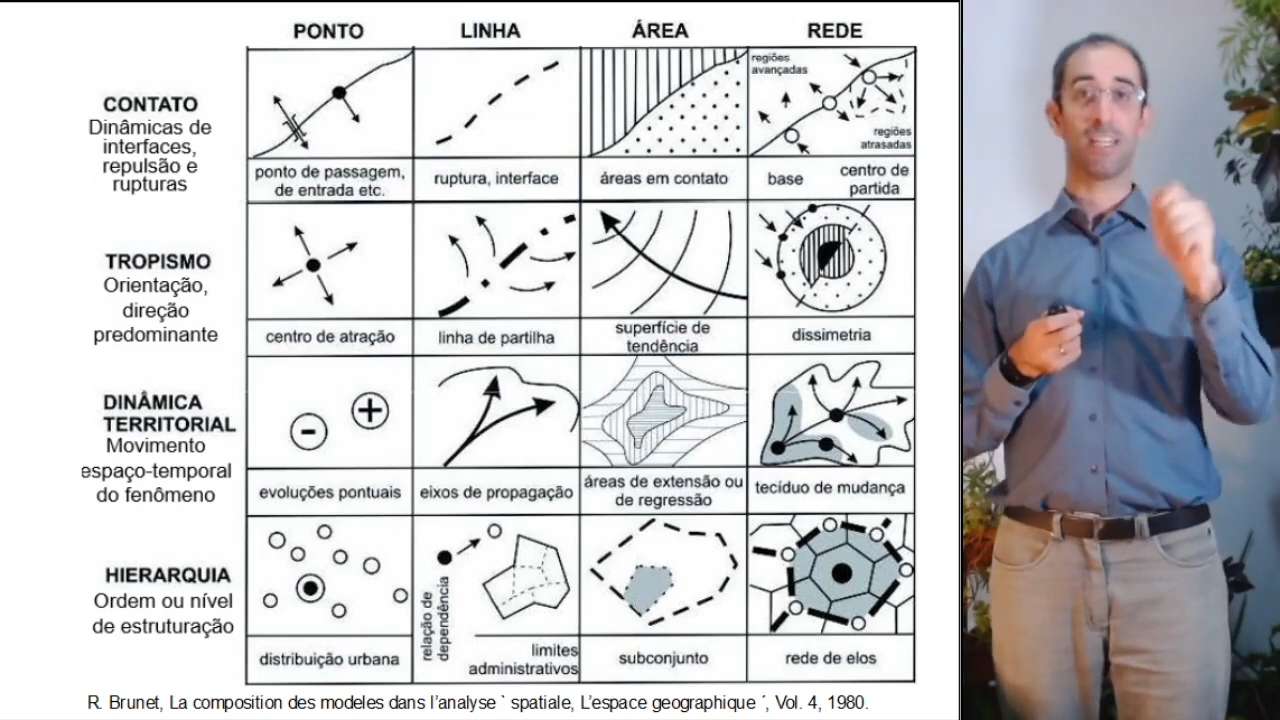 PONTO LINHA ÁREA REDE
CONTATO
Dinâmicas de
interfaces,
repulsão e
rupturas
regiões
avançadas
regiões
atrasadas
ponto de passagem,
de entrada etc.
ruptura, interface
áreas em contato
base
centro de
partida
TROPISMO
Orientação,
direção
predominante
centro de atração
linha de partilha
superfície de
tendência
dissimetria
DINÂMICA
TERRITORIAL
Movimento
espaço-temporal
do fenômeno
evoluções pontuais
eixos de propagação
áreas de extensão ou
de regressão
tecíduo de mudança
HIERARQUIA
Ordem ou nível
de estruturação
distribuição urbana
relação de
dependência
limites
administrativos
subconjunto
rede de elos
R. Brunet, La composition des modeles dans l'analyse ` spatiale, L'espace geographique ´, Vol. 4, 1980.